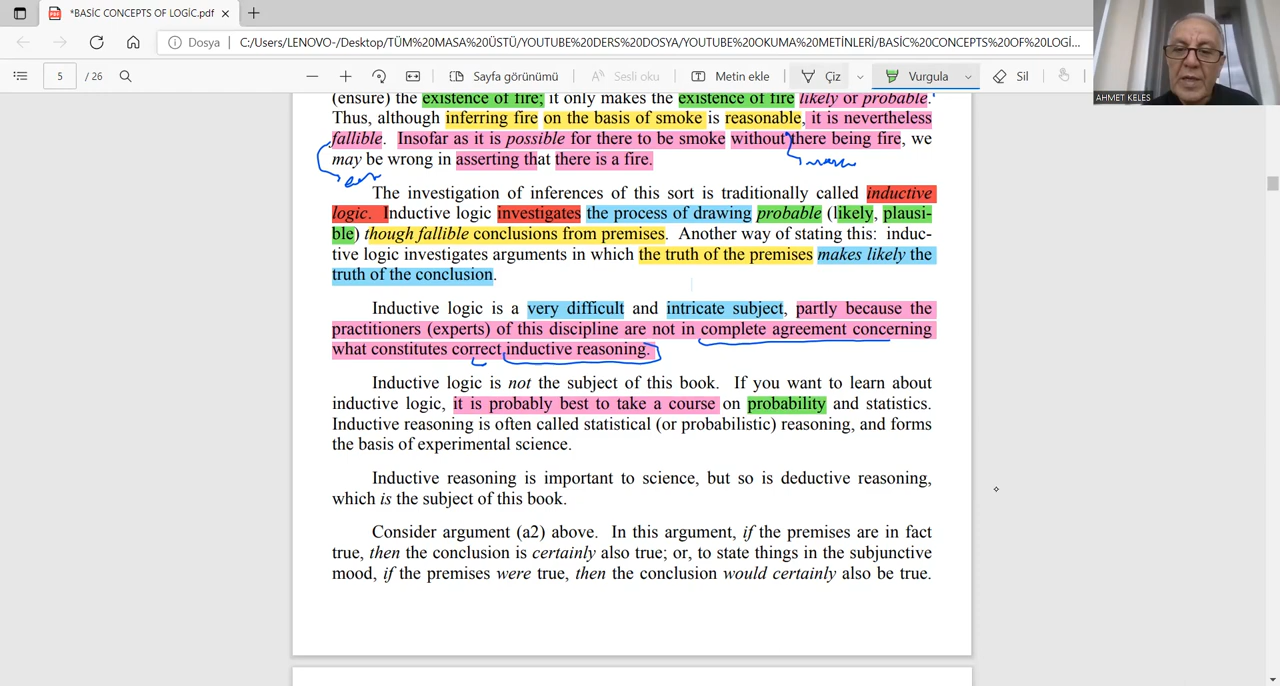 *BASİC CONCEPTS OF LOGİC.pdf
Dosya
C:/Users/LENOVO-/Desktop/TÜM%20MASA%20ÜSTÜ/YOUTUBE%20DERS%20DOSYA/YOUTUBE%20OKUMA%20METİNLERİ/BASİC%20CONCEPTS%20OF%20LOGİ...
5 / 26
Sayfa görünümü
Sesli oku
Metin ekle
Çiz
Vurgula
Sil
AHMET KELES
(ensure) the existence of fire; it only makes the existence of fire likely or probable.
Thus, although inferring fire on the basis of smoke is reasonable, it is nevertheless
fallible. Insofar as it is possible for there to be smoke without there being fire, we
may be wrong in asserting that there is a fire.
The investigation of inferences of this sort is traditionally called inductive
logic. Inductive logic investigates the process of drawing probable (likely, plausi-
ble) though fallible conclusions from premises. Another way of stating this: induc-
tive logic investigates arguments in which the truth of the premises makes likely the
truth of the conclusion.
Inductive logic is a very difficult and intricate subject, partly because the
practitioners (experts) of this discipline are not in complete agreement concerning
what constitutes correct inductive reasoning.
Inductive logic is not the subject of this book. If you want to learn about
inductive logic, it is probably best to take a course on probability and statistics.
Inductive reasoning is often called statistical (or probabilistic) reasoning, and forms
the basis of experimental science.
Inductive reasoning is important to science, but so is deductive reasoning,
which is the subject of this book.
Consider argument (a2) above. In this argument, if the premises are in fact
true, then the conclusion is certainly also true; or, to state things in the subjunctive
mood, if the premises were true, then the conclusion would certainly also be true.